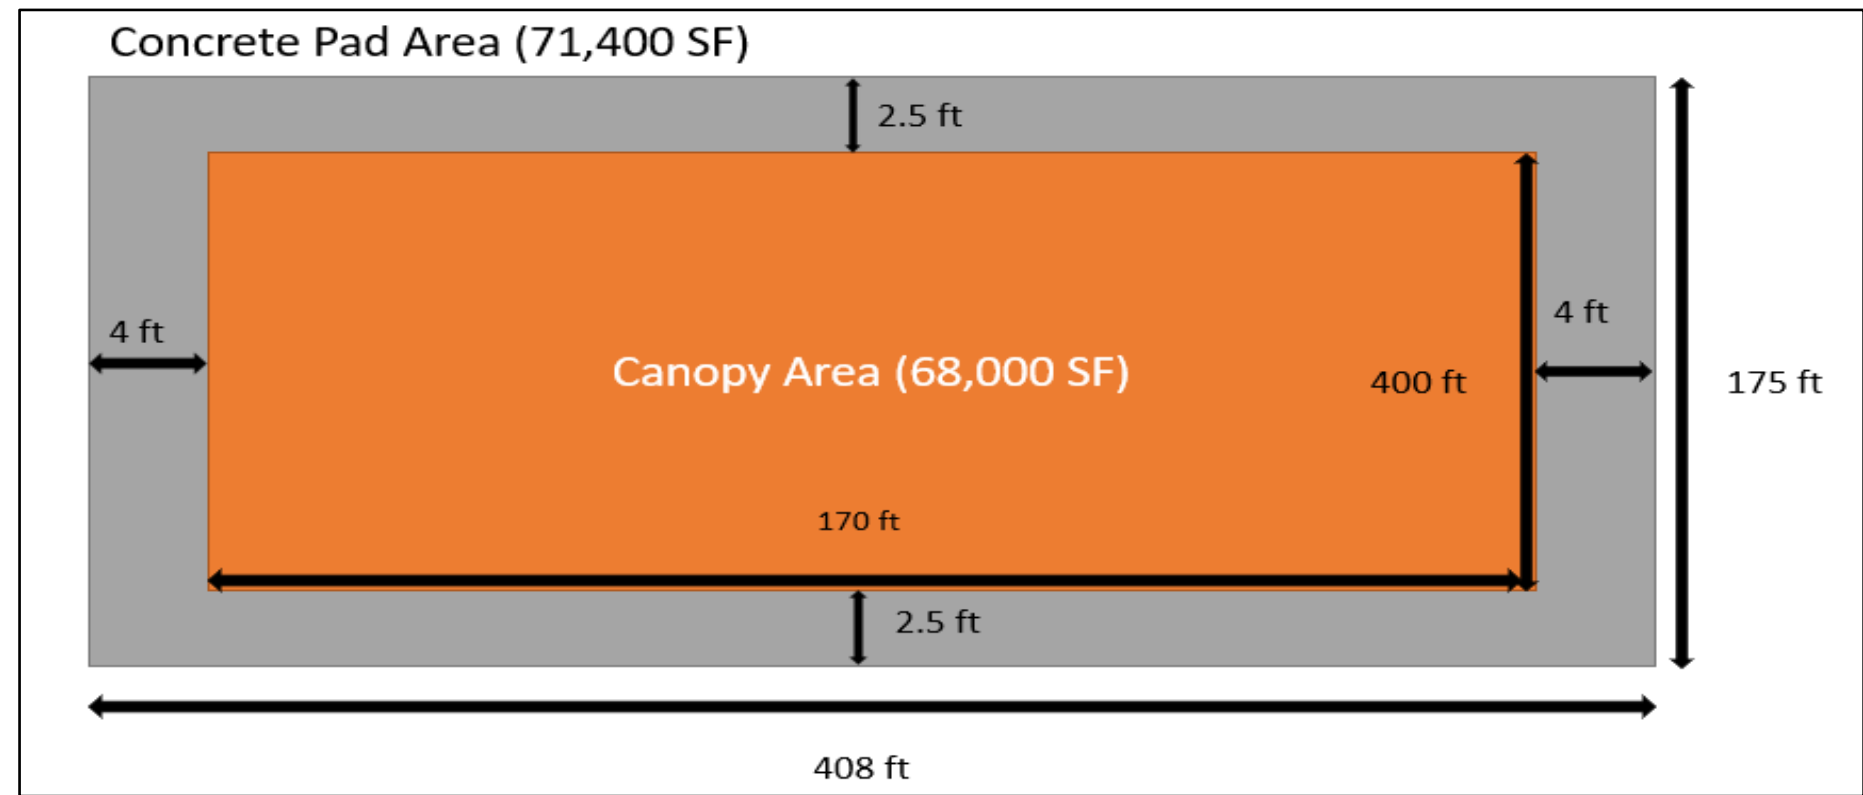 Concrete Pad Area (71,400 SF)
2.5 ft
4 ft
4 ft
Canopy Area (68,000 SF)
400 ft
175 ft
170 ft
2.5 ft
408 ft